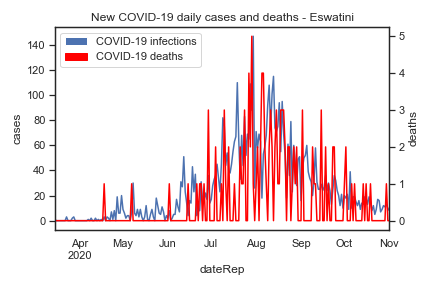 New COVID-19 daily cases and deaths - Eswatini
COVID-19 infections
COVID-19 deaths
cases
140
120
100
80
60
40
20
0
deaths
5
4
3
2
1
0
Apr May Jun Jul Aug Sep Oct Nov
2020
dateRep